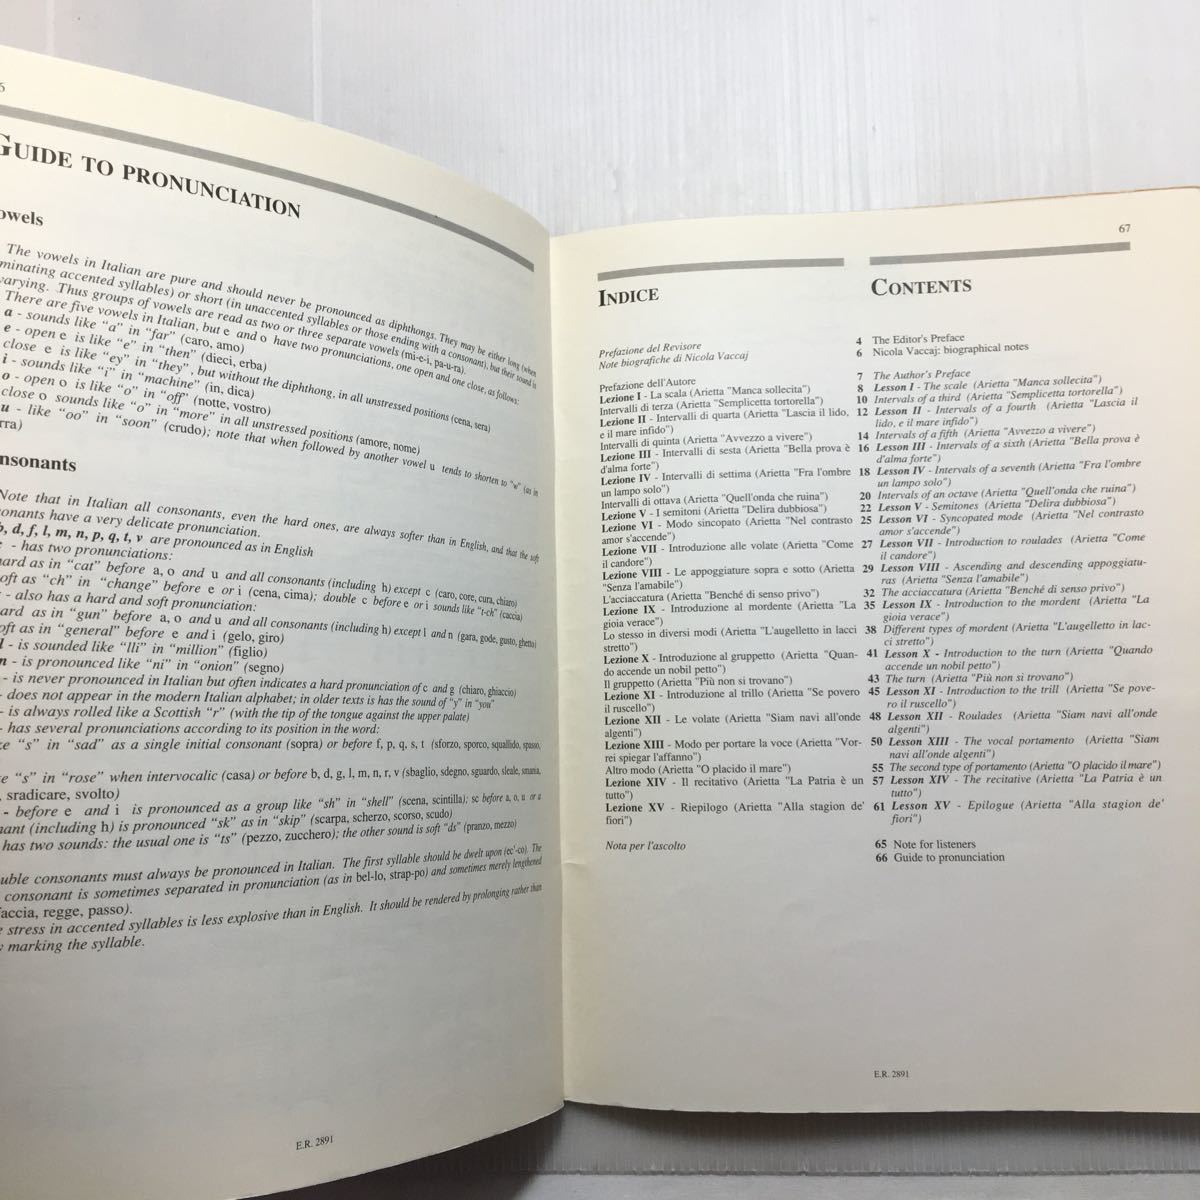 6
GUIDE TO PRONUNCIATION
owels
The vowels in Italian are pure and should never be pronounced as diphthongs. They may be either long (when
minating accented syllables) or short (in unaccented syllables or those ending with a consonant), but their sound is
varying. Thus groups of vowels are read as two or three separate vowels (mi-e-i, pa-u-ra).
There are five vowels in Italian, but e and o have two pronunciations, one open and one close, as follows:
a - sounds like "a" in "far" (caro, amo)
e - open e is like "e" in "then" (dieci, erba)
close e is like "ey" in "they", but without the diphthong, in all unstressed positions (cena, sera)
i - sounds like "i" in "machine" (in, dica)
o - open o is like "o" in "off" (notte, vostro)
close o sounds like "o" in "more" in all unstressed positions (amore, nome)
u - like "oo" in "soon" (crudo); note that when followed by another vowel u tends to shorten to "w" (as in
rra)
nsonants
Note that in Italian all consonants, even the hard ones, are always softer than in English, and that the soft
onants have a very delicate pronunciation.
b, d, f, l, m, n, p, q, t, v are pronounced as in English
- has two pronunciations:
hard as in "cat" before a, o and u and all consonants (including h) except c (caro, core, cura, chiaro)
oft as "ch" in "change" before e or i (cena, cima); double c before e or i sounds like "t-ch" (caccia)
- also has a hard and soft pronunciation:
ard as in "gun" before a, o and u and all consonants (including h) except l and n (gara, gode, gusto, ghetto)
oft as in "general" before e and i (gelo, giro)
l - is sounded like "lli" in "million" (figlio)
n - is pronounced like "ni" in "onion" (segno)
- is never pronounced in Italian but often indicates a hard pronunciation of c and g (chiaro, ghiaccio)
- does not appear in the modern Italian alphabet; in older texts is has the sound of "y" in "you"
- is always rolled like a Scottish "r" (with the tip of the tongue against the upper palate)
- has several pronunciations according to its position in the word:
ke "s" in "sad" as a single initial consonant (sopra) or before f, p, q, s, t (sforzo, sporco, squallido, spasso,
ke "s" in "rose" when intervocalic (casa) or before b, d, g, l, m, n, r, v (sbaglio, sdegno, sguardo, sleale, smania,
, sradicare, svolto)
- before e and i is pronounced as a group like "sh" in "shell" (scena, scintilla); sc before a, o, u or a
nant (including h) is pronounced "sk" as in "skip" (scarpa, scherzo, scorso, scudo)
has two sounds: the usual one is "ts" (pezzo, zucchero); the other sound is soft "ds" (pranzo, mezzo)
uble consonants must always be pronounced in Italian. The first syllable should be dwelt upon (ec'-co). The
consonant is sometimes separated in pronunciation (as in bel-lo, strap-po) and sometimes merely lengthened
faccia, regge, passo).
e stress in accented syllables is less explosive than in English. It should be rendered by prolonging rather than
y marking the syllable.
E.R. 2891
67
INDICE
Prefazione del Revisore
Note biografiche di Nicola Vaccaj
Prefazione dell'Autore
Lezione I - La scala (Arietta "Manca sollecita")
Intervalli di terza (Arietta "Semplicetta tortorella")
Lezione II - Intervalli di quarta (Arietta "Lascia il lido,
e il mare infido")
Intervalli di quinta (Arietta "Avvezzo a vivere")
Lezione III - Intervalli di sesta (Arietta "Bella prova è
d'alma forte")
Lezione IV - Intervalli di settima (Arietta "Fra l'ombre
un lampo solo")
Intervalli di ottava (Arietta "Quell'onda che ruina")
Lezione V - I semitoni (Arietta "Delira dubbiosa")
Lezione VI - Modo sincopato (Arietta "Nel contrasto
amor s'accende")
Lezione VII - Introduzione alle volate (Arietta "Come
il candore")
Lezione VIII - Le appoggiature sopra e sotto (Arietta
"Senza l'amabile")
L'acciaccatura (Arietta "Benché di senso privo")
Lezione IX - Introduzione al mordente (Arietta "La
gioia verace")
Lo stesso in diversi modi (Arietta "L'augelletto in lacci
stretto")
Lezione X - Introduzione al gruppetto (Arietta "Quan-
do accende un nobil petto")
Il gruppetto (Arietta "Più non si trovano")
Lezione XI - Introduzione al trillo (Arietta "Se povero
il ruscello")
Lezione XII - Le volate (Arietta "Siam navi all'onde
algenti")
Lezione XIII - Modo per portare la voce (Arietta "Vor-
rei spiegar l'affanno")
Altro modo (Arietta "O placido il mare")
Lezione XIV - Il recitativo (Arietta "La Patria è un
tutto")
Lezione XV - Riepilogo (Arietta "Alla stagion de'
fiori")
Nota per l'ascolto
CONTENTS
4 The Editor's Preface
6 Nicola Vaccaj: biographical notes
7 The Author's Preface
8 Lesson I - The scale (Arietta "Manca sollecita")
10 Intervals of a third (Arietta "Semplicetta tortorella")
12 Lesson II - Intervals of a fourth (Arietta "Lascia il
lido, e il mare infido")
14 Intervals of a fifth (Arietta "Avvezzo a vivere")
16 Lesson III - Intervals of a sixth (Arietta "Bella prova è
d'alma forte")
18 Lesson IV - Intervals of a seventh (Arietta "Fra l'ombre
un lampo solo")
20 Intervals of an octave (Arietta "Quell'onda che ruina")
22 Lesson V - Semitones (Arietta "Delira dubbiosa")
25 Lesson VI - Syncopated mode (Arietta "Nel contrasto
amor s'accende")
27 Lesson VII - Introduction to roulades (Arietta "Come
il candore")
29 Lesson VIII - Ascending and descending appoggiatu-
ras (Arietta "Senza l'amabile")
32 The acciaccatura (Arietta "Benché di senso privo")
35 Lesson IX - Introduction to the mordent (Arietta "La
gioia verace")
38 Different types of mordent (Arietta "L'augelletto in lac-
ci stretto")
41 Lesson X - Introduction to the turn (Arietta "Quando
accende un nobil petto")
43 The turn (Arietta "Più non si trovano")
45 Lesson XI - Introduction to the trill (Arietta "Se pove-
ro il ruscello")
48 Lesson XII - Roulades (Arietta "Siam navi all'onde
algenti")
50 Lesson XIII - The vocal portamento (Arietta "Siam
navi all'onde algenti")
55 The second type of portamento (Arietta "O placido il mare")
57 Lesson XIV - The recitative (Arietta "La Patria è un
tutto")
61 Lesson XV - Epilogue (Arietta "Alla stagion de'
fiori")
65 Note for listeners
66 Guide to pronunciation
E.R. 2891